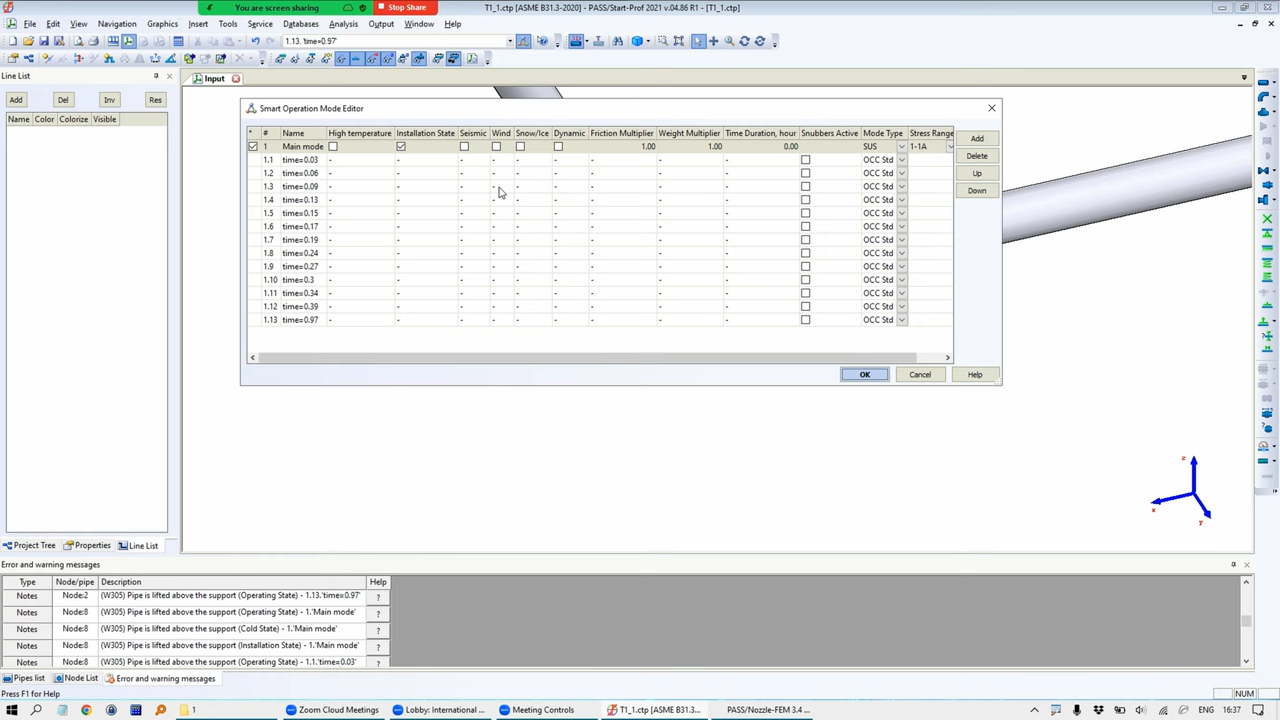 You are screen sharing
Stop Share
T1_1.ctp [ASME B31.3-2020] - PASS/Start-Prof 2021 v.04.86 R1 - [T1_1.ctp]
File Edit View Navigation Graphics Insert Tools Service Databases Analysis Output Window Help
1.13. 'time=0.97'
Line List
Input
Add Del Inv Res
Name Color Colorize Visible
Smart Operation Mode Editor
* # Name High temperature Installation State Seismic Wind Snow/Ice Dynamic Friction Multiplier Weight Multiplier Time Duration, hour Snubbers Active Mode Type Stress Range
1 Main mode 1.00 1.00 0.00 SUS 1-1A
1.1 time=0.03 - - - - - - - - - OCC Std
1.2 time=0.06 - - - - - - - - - OCC Std
1.3 time=0.09 - - - - - - - - - OCC Std
1.4 time=0.13 - - - - - - - - - OCC Std
1.5 time=0.15 - - - - - - - - - OCC Std
1.6 time=0.17 - - - - - - - - - OCC Std
1.7 time=0.19 - - - - - - - - - OCC Std
1.8 time=0.24 - - - - - - - - - OCC Std
1.9 time=0.27 - - - - - - - - - OCC Std
1.10 time=0.3 - - - - - - - - - OCC Std
1.11 time=0.34 - - - - - - - - - OCC Std
1.12 time=0.39 - - - - - - - - - OCC Std
1.13 time=0.97 - - - - - - - - - OCC Std
Add
Delete
Up
Down
OK Cancel Help
z
x
y
Project Tree Properties Line List
Error and warning messages
Type Node/pipe Description Help
Notes Node:2 (W305) Pipe is lifted above the support (Operating State) - 1.13.'time=0.97' ?
Notes Node:8 (W305) Pipe is lifted above the support (Operating State) - 1.'Main mode' ?
Notes Node:8 (W305) Pipe is lifted above the support (Cold State) - 1.'Main mode' ?
Notes Node:8 (W305) Pipe is lifted above the support (Installation State) - 1.'Main mode' ?
Notes Node:8 (W305) Pipe is lifted above the support (Operating State) - 1.1.'time=0.03' ?
Pipes list Node List Error and warning messages
Press F1 for Help
NUM
1
Zoom Cloud Meetings
Lobby: International ...
Meeting Controls
T1_1.ctp [ASME B31.3...
PASS/Nozzle-FEM 3.4 ...
ENG 16:37